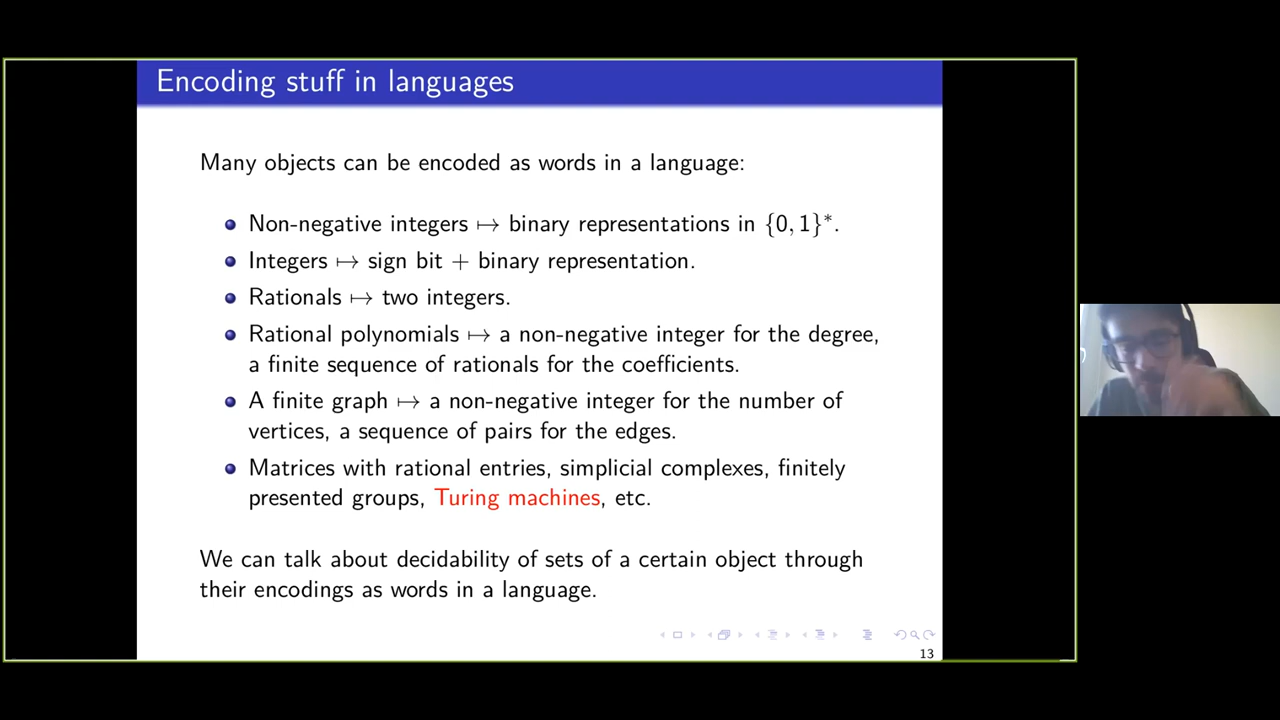 Encoding stuff in languages
Many objects can be encoded as words in a language:
Non-negative integers ↦ binary representations in {0, 1}*.
Integers ↦ sign bit + binary representation.
Rationals ↦ two integers.
Rational polynomials ↦ a non-negative integer for the degree,
a finite sequence of rationals for the coefficients.
A finite graph ↦ a non-negative integer for the number of
vertices, a sequence of pairs for the edges.
Matrices with rational entries, simplicial complexes, finitely
presented groups, Turing machines, etc.
We can talk about decidability of sets of a certain object through
their encodings as words in a language.
13